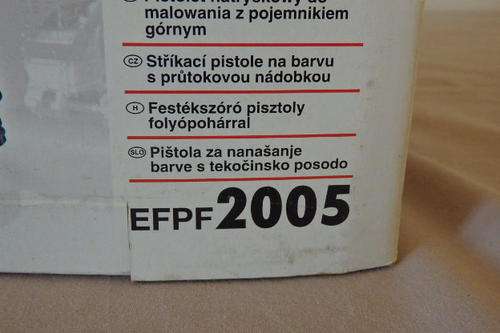 malowania z pojemnikiem
górnym
CZ Stříkací pistole na barvu
s průtokovou nádobkou
H Festékszóró pisztoly
folyópohárral
SLO Pištola za nanašanje
barve s tekočinsko posodo
EFPF 2005